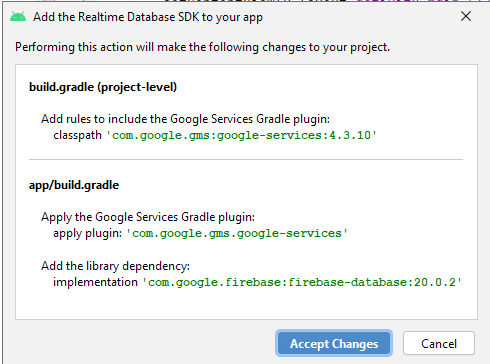 Add the Realtime Database SDK to your app
Performing this action will make the following changes to your project.
build.gradle (project-level)
Add rules to include the Google Services Gradle plugin:
classpath 'com.google.gms:google-services:4.3.10'
app/build.gradle
Apply the Google Services Gradle plugin:
apply plugin: 'com.google.gms.google-services'
Add the library dependency:
implementation 'com.google.firebase:firebase-database:20.0.2'
Accept Changes
Cancel